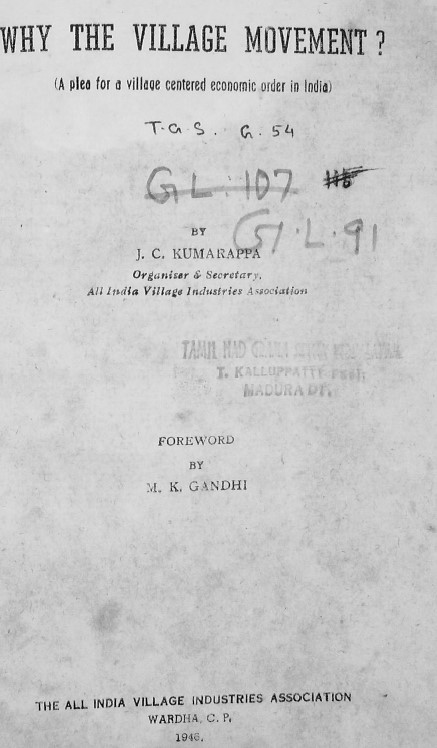 WHY THE VILLAGE MOVEMENT ?
(A plea for a village centered economic order in India)
T.G.S. G. 54
GL. 107
G.L.91
BY
J. C. KUMARAPPA
Organiser & Secretary,
All India Village Industries Association
TAMIL NAD
T. KALLUPPATTI
MADURA DT.
FOREWORD
BY
M. K. GANDHI
THE ALL INDIA VILLAGE INDUSTRIES ASSOCIATION
WARDHA, C. P.
1946.